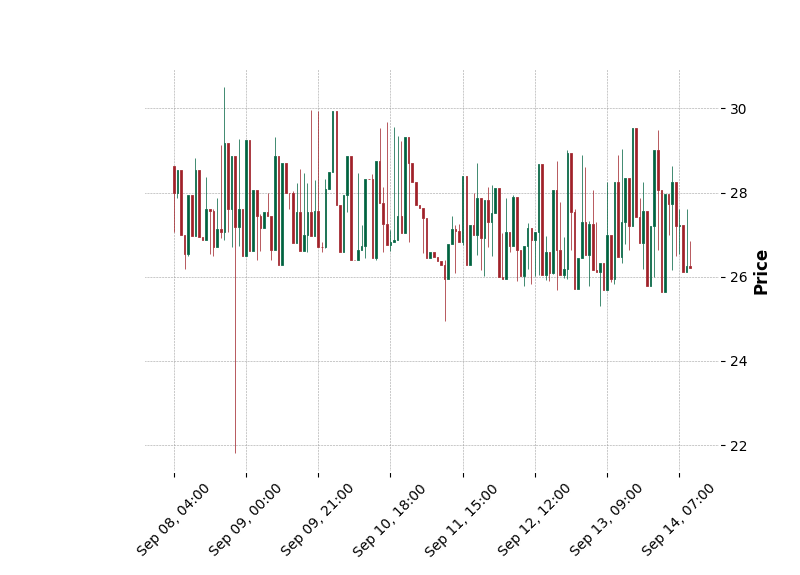 30
28
26
24
22
Price
Sep 08, 04:00
Sep 09, 00:00
Sep 09, 21:00
Sep 10, 18:00
Sep 11, 15:00
Sep 12, 12:00
Sep 13, 09:00
Sep 14, 07:00